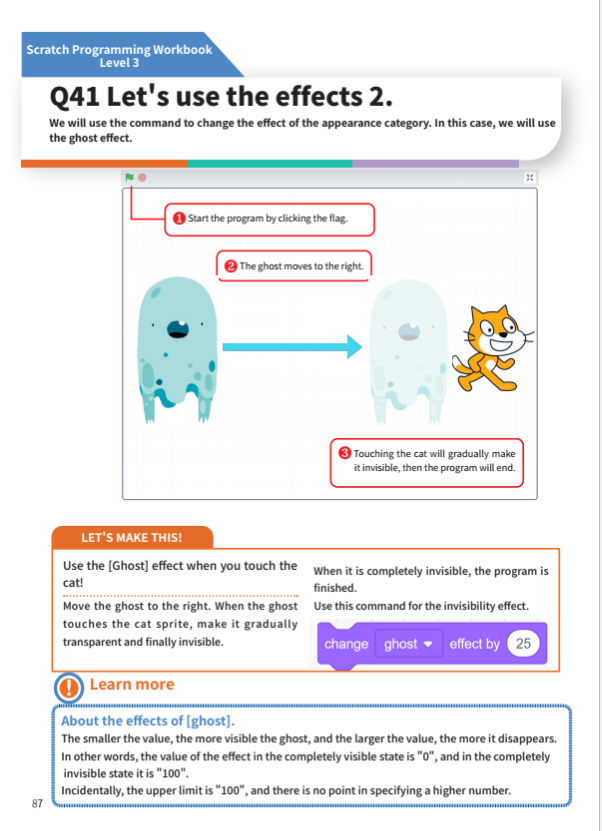 Scratch Programming Workbook
Level 3
Q41 Let's use the effects 2.
We will use the command to change the effect of the appearance category. In this case, we will use
the ghost effect.
1 Start the program by clicking the flag.
2 The ghost moves to the right.
3 Touching the cat will gradually make
it invisible, then the program will end.
LET'S MAKE THIS!
Use the [Ghost] effect when you touch the
cat!
Move the ghost to the right. When the ghost
touches the cat sprite, make it gradually
transparent and finally invisible.
When it is completely invisible, the program is
finished.
Use this command for the invisibility effect.
change ghost effect by 25
Learn more
About the effects of [ghost].
The smaller the value, the more visible the ghost, and the larger the value, the more it disappears.
In other words, the value of the effect in the completely visible state is "0", and in the completely
invisible state it is "100".
Incidentally, the upper limit is "100", and there is no point in specifying a higher number.
87